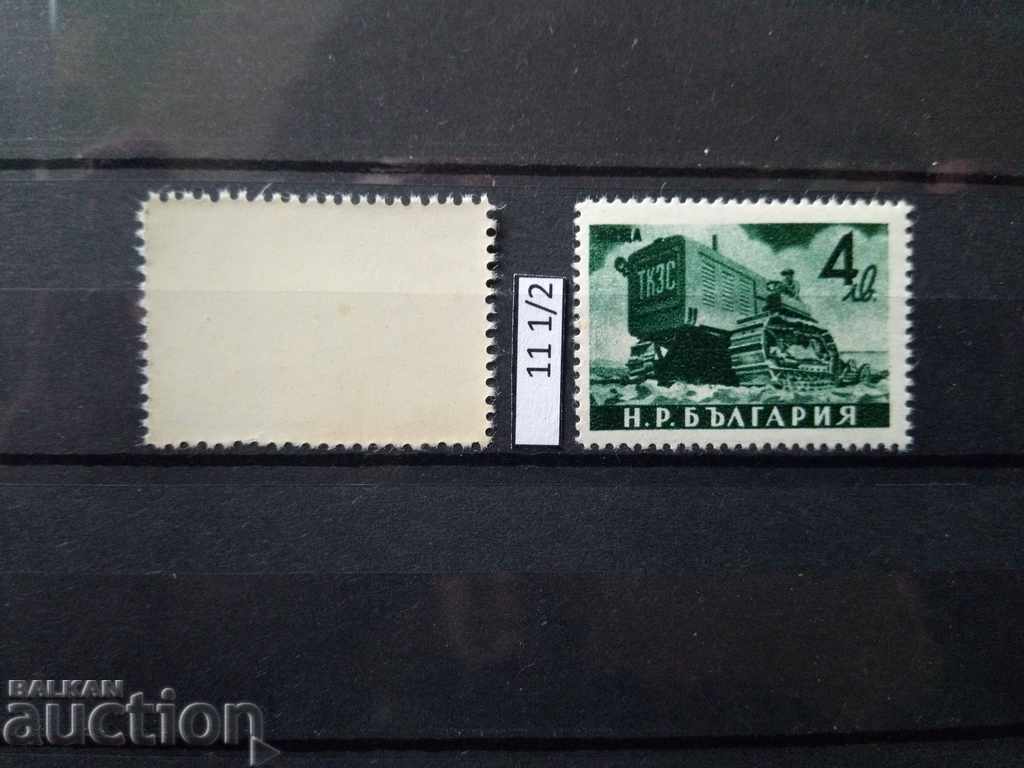 11 1/2
ТКЗС
4 лв.
Н.Р.БЪЛГАРИЯ
BALKAN
auction